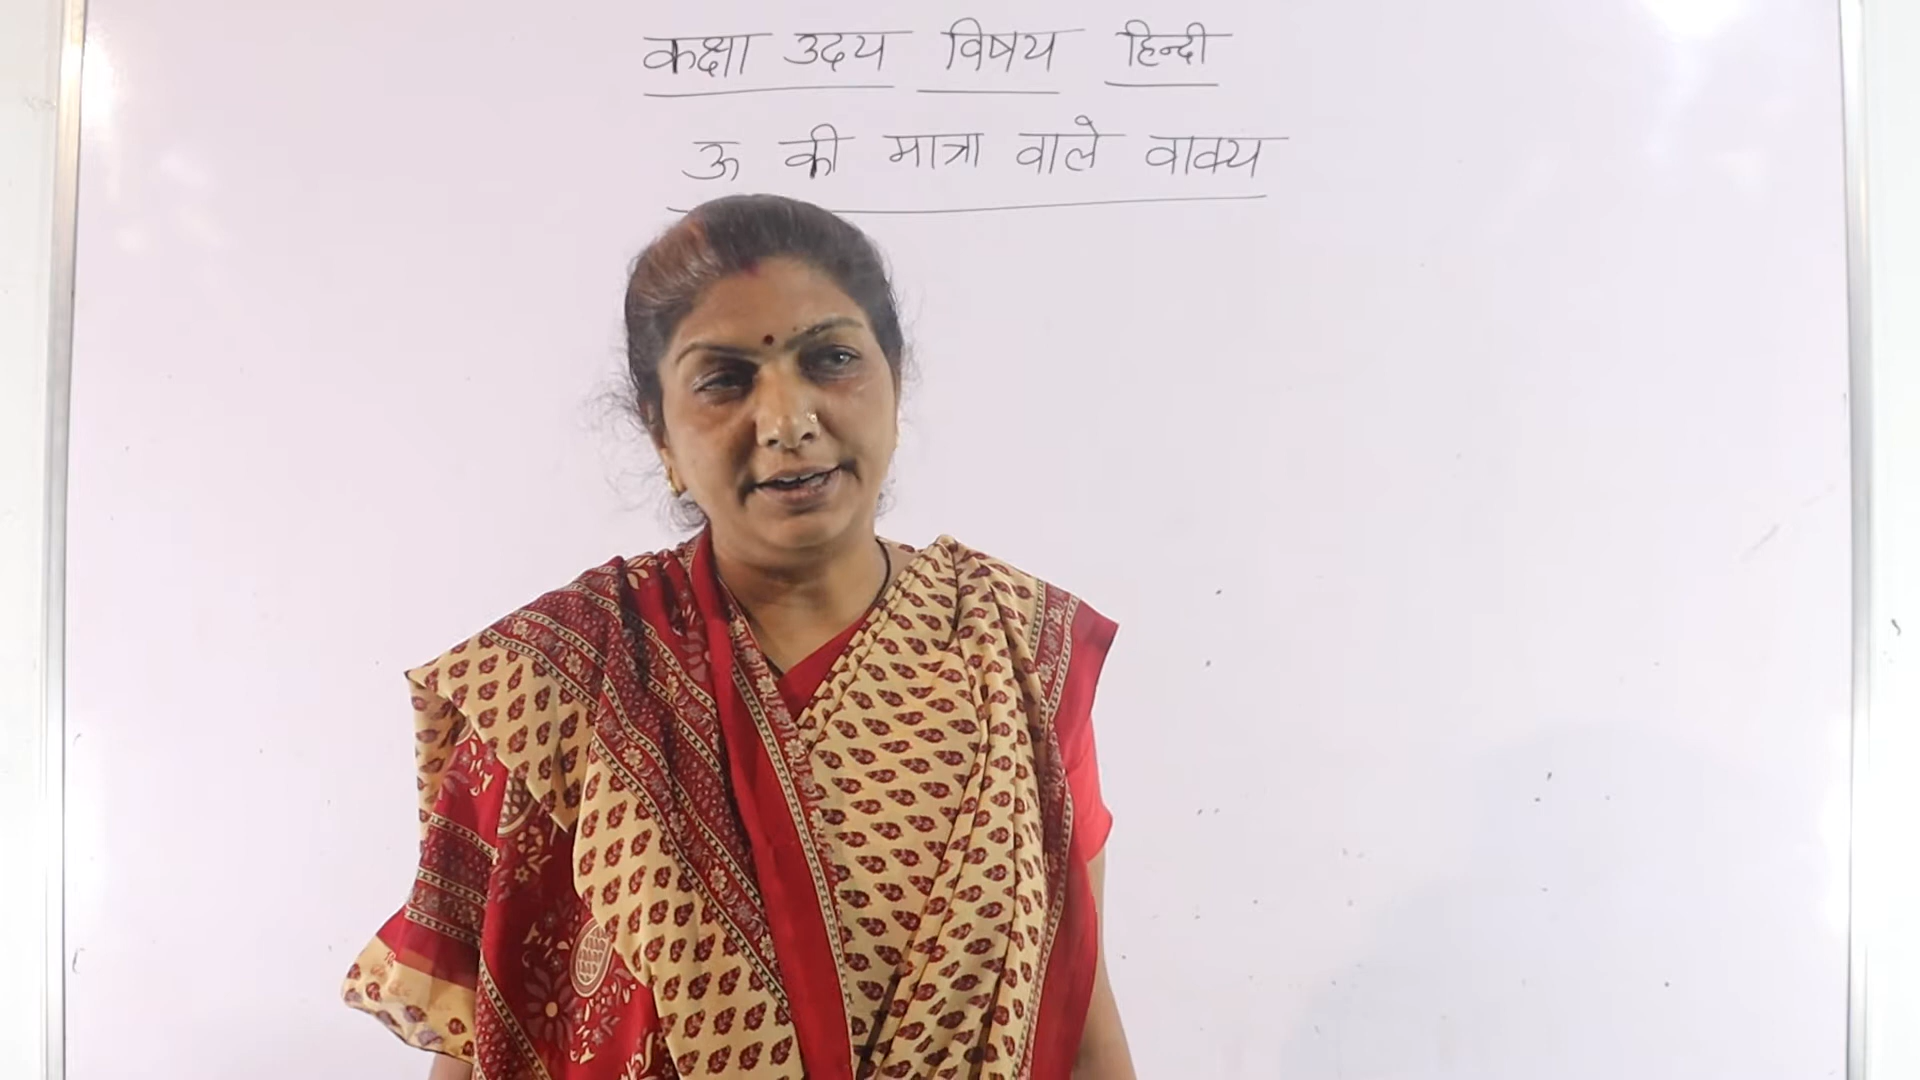 कक्षा उदय विषय हिन्दी
ऊ की मात्रा वाले वाक्य